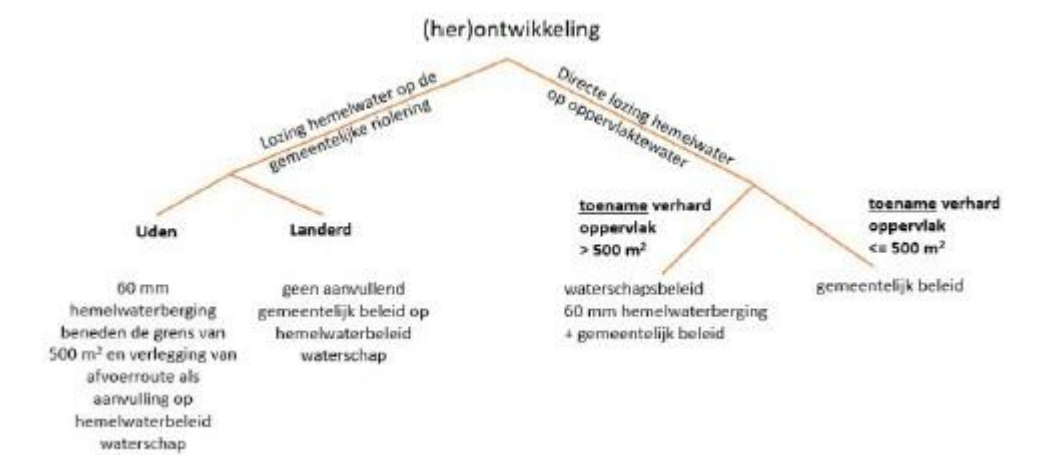 (her)ontwikkeling
Lozing hemelwater op de
gemeentelijke riolering
Directe lozing hemelwater
op oppervlaktewater
Uden
60 mm
hemelwaterberging
beneden de grens van
500 m² en verlegging van
afvoerroute als
aanvulling op
hemelwaterbeleid
waterschap
Landerd
geen aanvullend
gemeentelijk beleid op
hemelwaterbeleid
waterschap
toename verhard
oppervlak
> 500 m²
waterschapsbeleid
60 mm hemelwaterberging
+ gemeentelijk beleid
toename verhard
oppervlak
<= 500 m²
gemeentelijk beleid